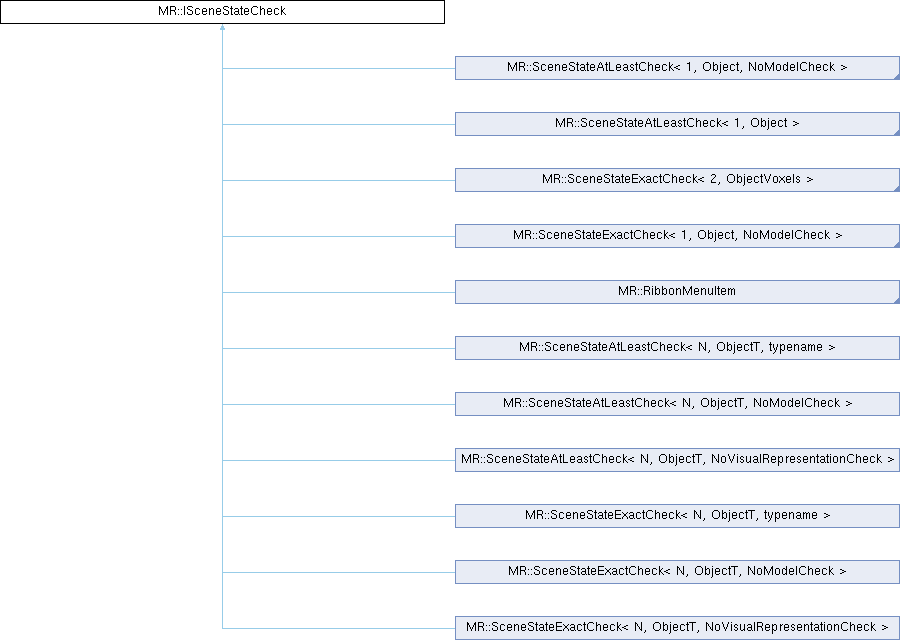 MR::ISceneStateCheck
MR::SceneStateAtLeastCheck< 1, Object, NoModelCheck >
MR::SceneStateAtLeastCheck< 1, Object >
MR::SceneStateExactCheck< 2, ObjectVoxels >
MR::SceneStateExactCheck< 1, Object, NoModelCheck >
MR::RibbonMenuItem
MR::SceneStateAtLeastCheck< N, ObjectT, typename >
MR::SceneStateAtLeastCheck< N, ObjectT, NoModelCheck >
MR::SceneStateAtLeastCheck< N, ObjectT, NoVisualRepresentationCheck >
MR::SceneStateExactCheck< N, ObjectT, typename >
MR::SceneStateExactCheck< N, ObjectT, NoModelCheck >
MR::SceneStateExactCheck< N, ObjectT, NoVisualRepresentationCheck >